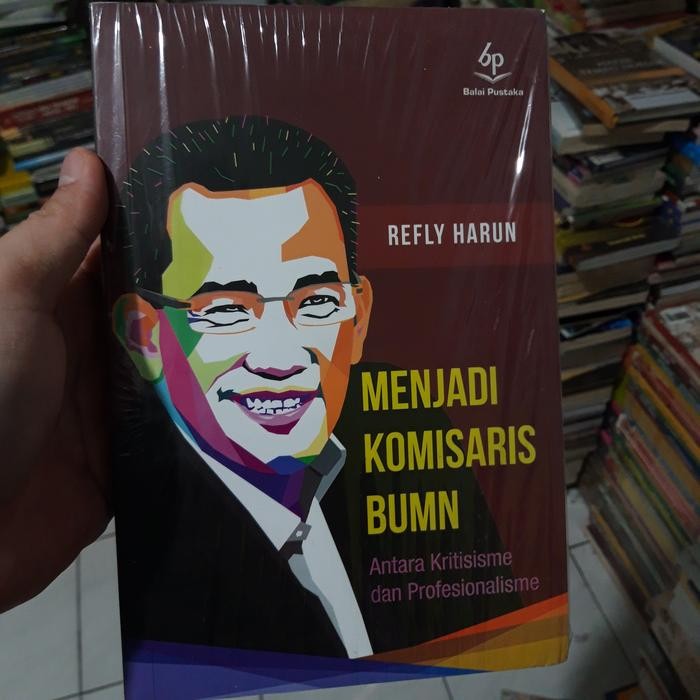 bp
Balai Pustaka
REFLY HARUN
MENJADI
KOMISARIS
BUMN
Antara Kritisisme
dan Profesionalisme